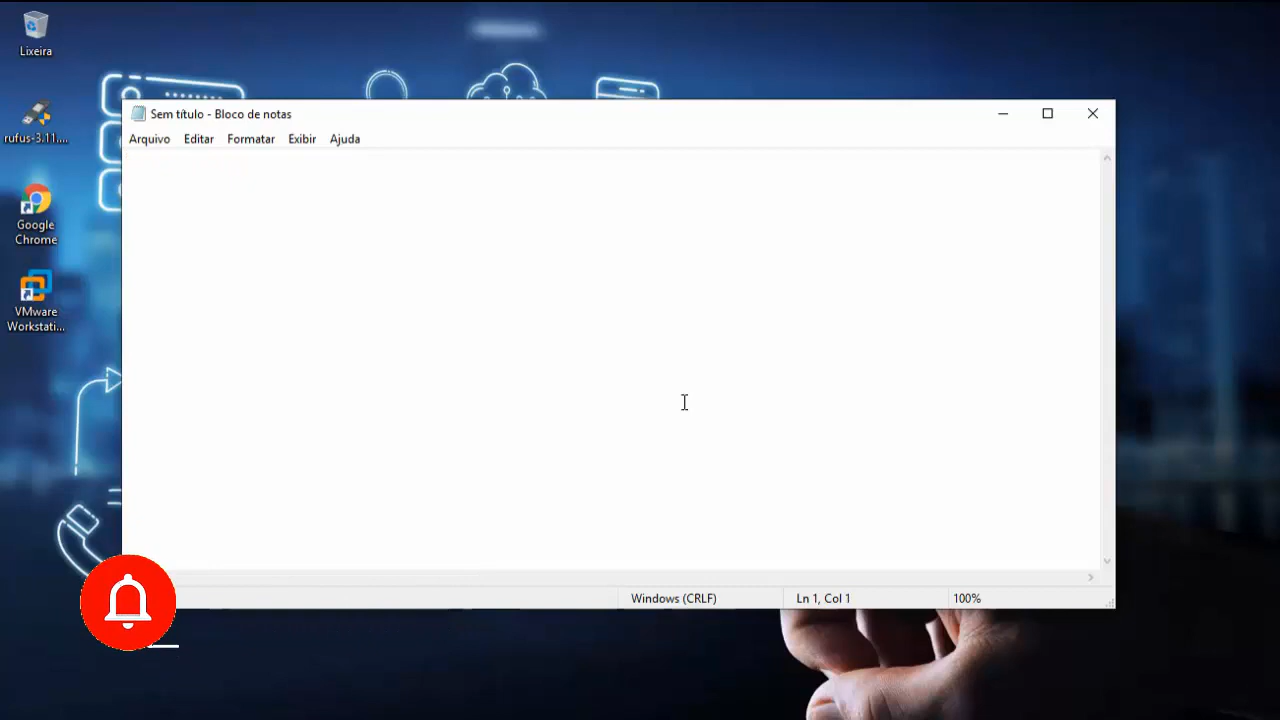 Lixeira
rufus-3.11....
Google
Chrome
VMware
Workstati...
Sem título - Bloco de notas
Arquivo Editar Formatar Exibir Ajuda
Windows (CRLF) Ln 1, Col 1 100%